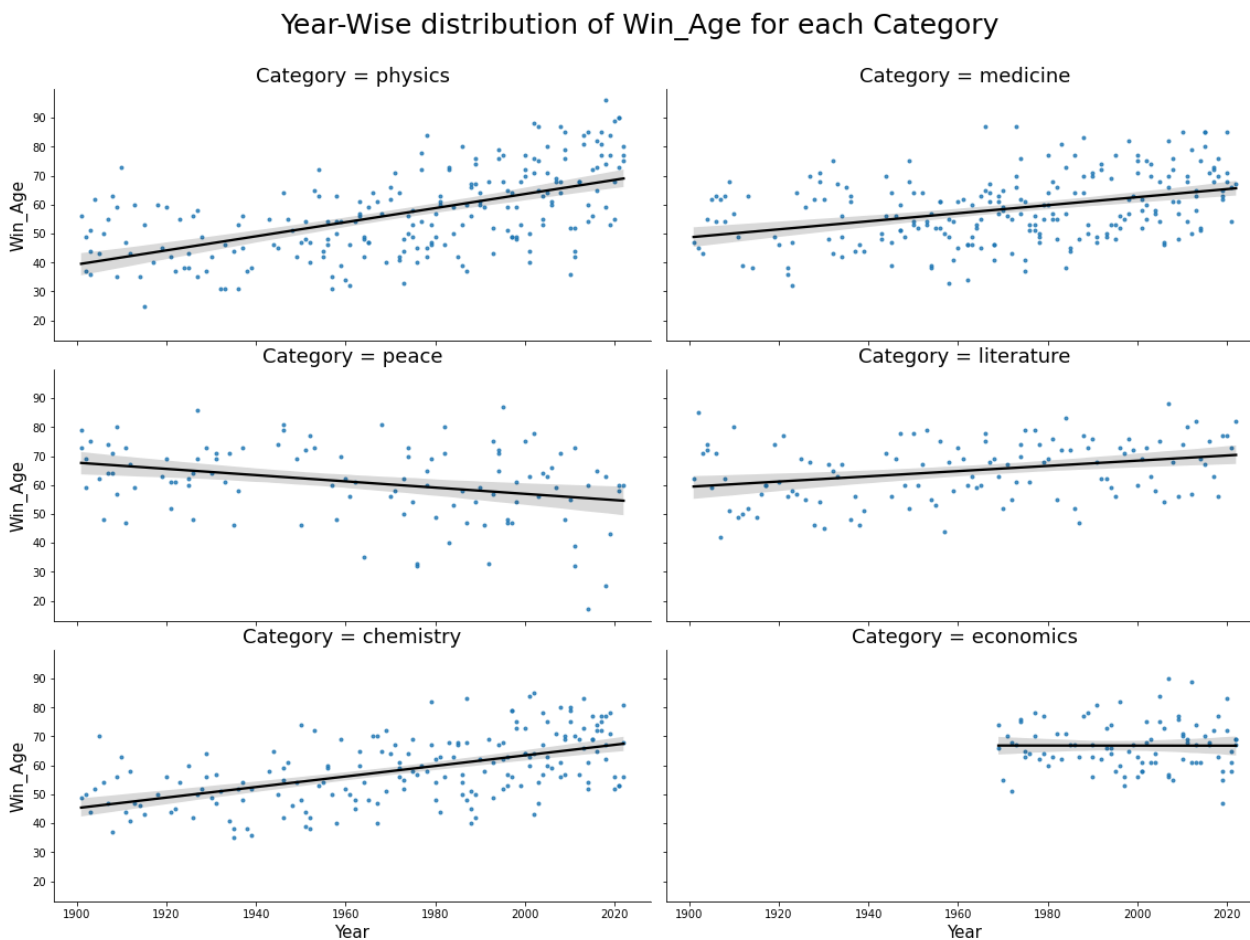 Year-Wise distribution of Win_Age for each Category
Category = physics
Category = medicine
90
80
70
60
50
40
30
20
Win_Age
Category = peace
Category = literature
90
80
70
60
50
40
30
20
Win_Age
Category = chemistry
Category = economics
90
80
70
60
50
40
30
20
Win_Age
1900 1920 1940 1960 1980 2000 2020
1900 1920 1940 1960 1980 2000 2020
Year
Year